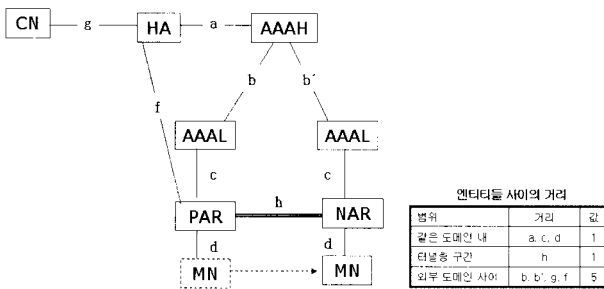 CN
g
HA
a
AAAH
b
b´
f
AAAL
AAAL
c
c
PAR
h
NAR
d
d
MN
MN
엔티티들 사이의 거리
범위 거리 값
같은 도메인 내 a, c, d 1
터널링 구간 h 1
외부 도메인 사이 b, b´, g, f 5